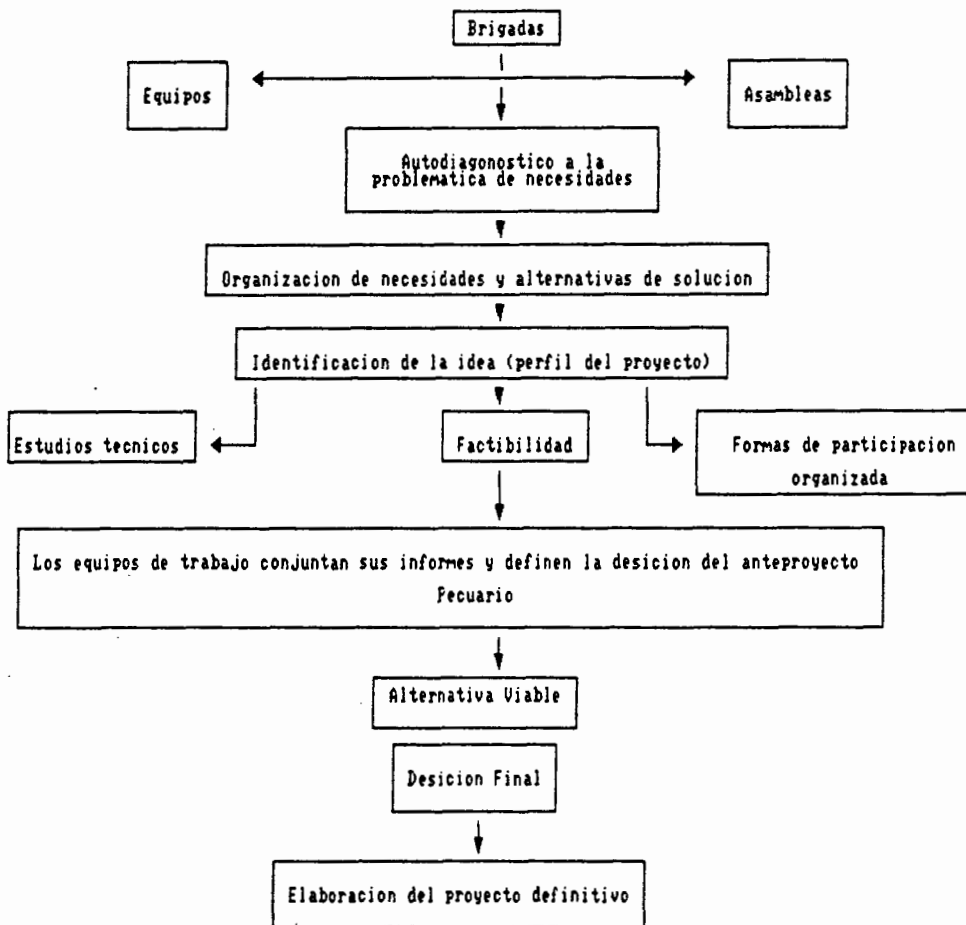 Brigadas
Equipos
Asambleas
Autodiagonostico a la
problematica de necesidades
Organizacion de necesidades y alternativas de solucion
Identificacion de la idea (perfil del proyecto)
Estudios tecnicos
Factibilidad
Formas de participacion
organizada
Los equipos de trabajo conjuntan sus informes y definen la desicion del anteproyecto
Pecuario
Alternativa Viable
Desicion Final
Elaboracion del proyecto definitivo